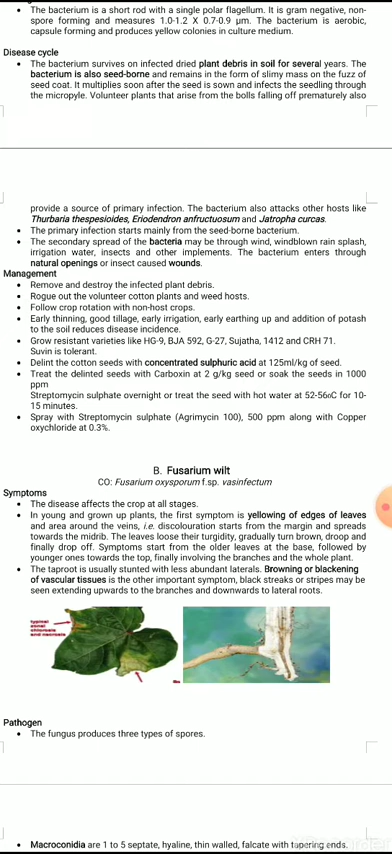 • The bacterium is a short rod with a single polar flagellum. It is gram negative, non-
spore forming and measures 1.0-1.2 X 0.7-0.9 µm. The bacterium is aerobic,
capsule forming and produces yellow colonies in culture medium.
Disease cycle
• The bacterium survives on infected dried plant debris in soil for several years. The
bacterium is also seed-borne and remains in the form of slimy mass on the fuzz of
seed coat. It multiplies soon after the seed is sown and infects the seedling through
the micropyle. Volunteer plants that arise from the bolls falling off prematurely also
provide a source of primary infection. The bacterium also attacks other hosts like
Thurbaria thespesioides, Eriodendron anfructuosum and Jatropha curcas.
• The primary infection starts mainly from the seed-borne bacterium.
• The secondary spread of the bacteria may be through wind, windblown rain splash,
irrigation water, insects and other implements. The bacterium enters through
natural openings or insect caused wounds.
Management
• Remove and destroy the infected plant debris.
• Rogue out the volunteer cotton plants and weed hosts.
• Follow crop rotation with non-host crops.
• Early thinning, good tillage, early irrigation, early earthing up and addition of potash
to the soil reduces disease incidence.
• Grow resistant varieties like HG-9, BJA 592, G-27, Sujatha, 1412 and CRH 71.
Suvin is tolerant.
• Delint the cotton seeds with concentrated sulphuric acid at 125ml/kg of seed.
• Treat the delinted seeds with Carboxin at 2 g/kg seed or soak the seeds in 1000
ppm
Streptomycin sulphate overnight or treat the seed with hot water at 52-56oC for 10-
15 minutes.
• Spray with Streptomycin sulphate (Agrimycin 100), 500 ppm along with Copper
oxychloride at 0.3%.
B. Fusarium wilt
CO: Fusarium oxysporum f.sp. vasinfectum
Symptoms
• The disease affects the crop at all stages.
• In young and grown up plants, the first symptom is yellowing of edges of leaves
and area around the veins, i.e. discolouration starts from the margin and spreads
towards the midrib. The leaves loose their turgidity, gradually turn brown, droop and
finally drop off. Symptoms start from the older leaves at the base, followed by
younger ones towards the top, finally involving the branches and the whole plant.
• The taproot is usually stunted with less abundant laterals. Browning or blackening
of vascular tissues is the other important symptom, black streaks or stripes may be
seen extending upwards to the branches and downwards to lateral roots.
typical
zonal
chlorosis
and necrosis
Pathogen
• The fungus produces three types of spores.
• Macroconidia are 1 to 5 septate, hyaline, thin walled, falcate with tapering ends.